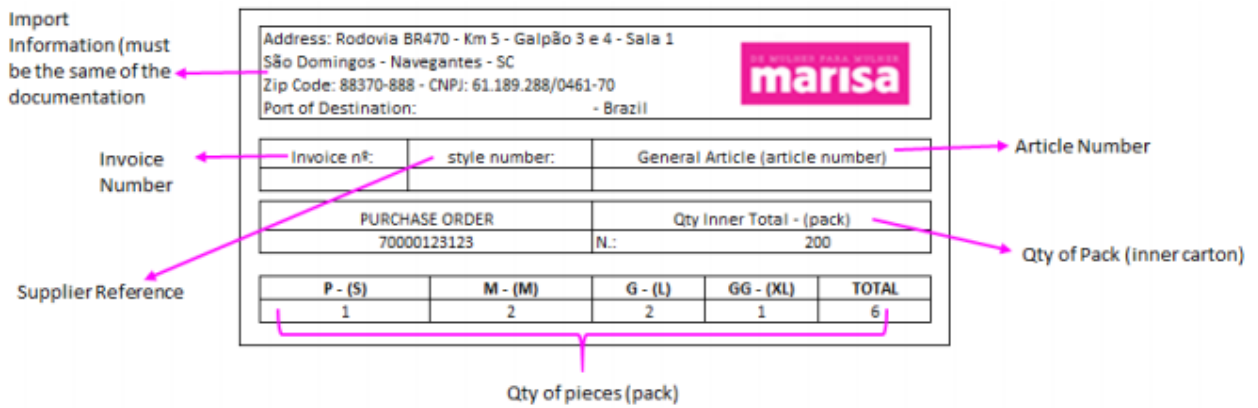 Import
Information (must
be the same of the
documentation
Address: Rodovia BR470 - Km 5 - Galpão 3 e 4 - Sala 1
São Domingos - Navegantes - SC
Zip Code: 88370-888 - CNPJ: 61.189.288/0461-70
Port of Destination: - Brazil
DE MULHER PARA MULHER
marisa
Invoice
Number
Invoice nº: style number: General Article (article number)
Article Number
PURCHASE ORDER Qty Inner Total - (pack)
70000123123 N.: 200
Qty of Pack (inner carton)
Supplier Reference
P - (S) M - (M) G - (L) GG - (XL) TOTAL
1 2 2 1 6
Qty of pieces (pack)